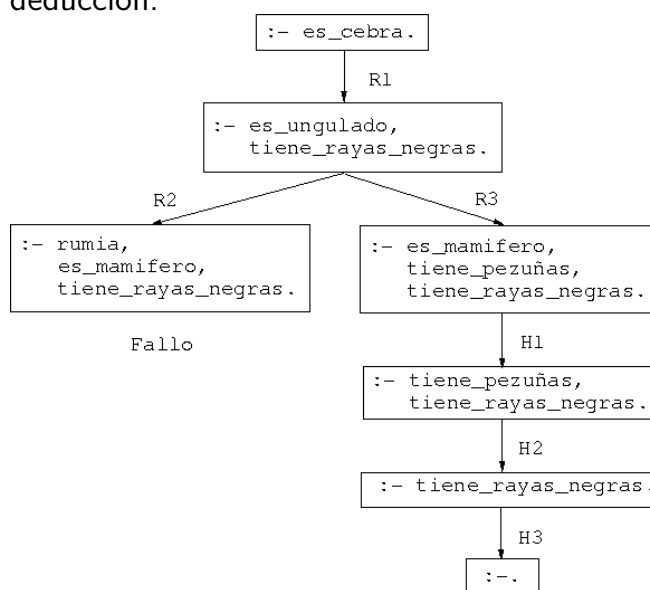 deducción:
:- es_cebra.
R1
:- es_ungulado,
tiene_rayas_negras.
R2
R3
:- rumia,
es_mamifero,
tiene_rayas_negras.
:- es_mamifero,
tiene_pezuñas,
tiene_rayas_negras.
Fallo
H1
:- tiene_pezuñas,
tiene_rayas_negras.
H2
:- tiene_rayas_negras.
H3
:-.